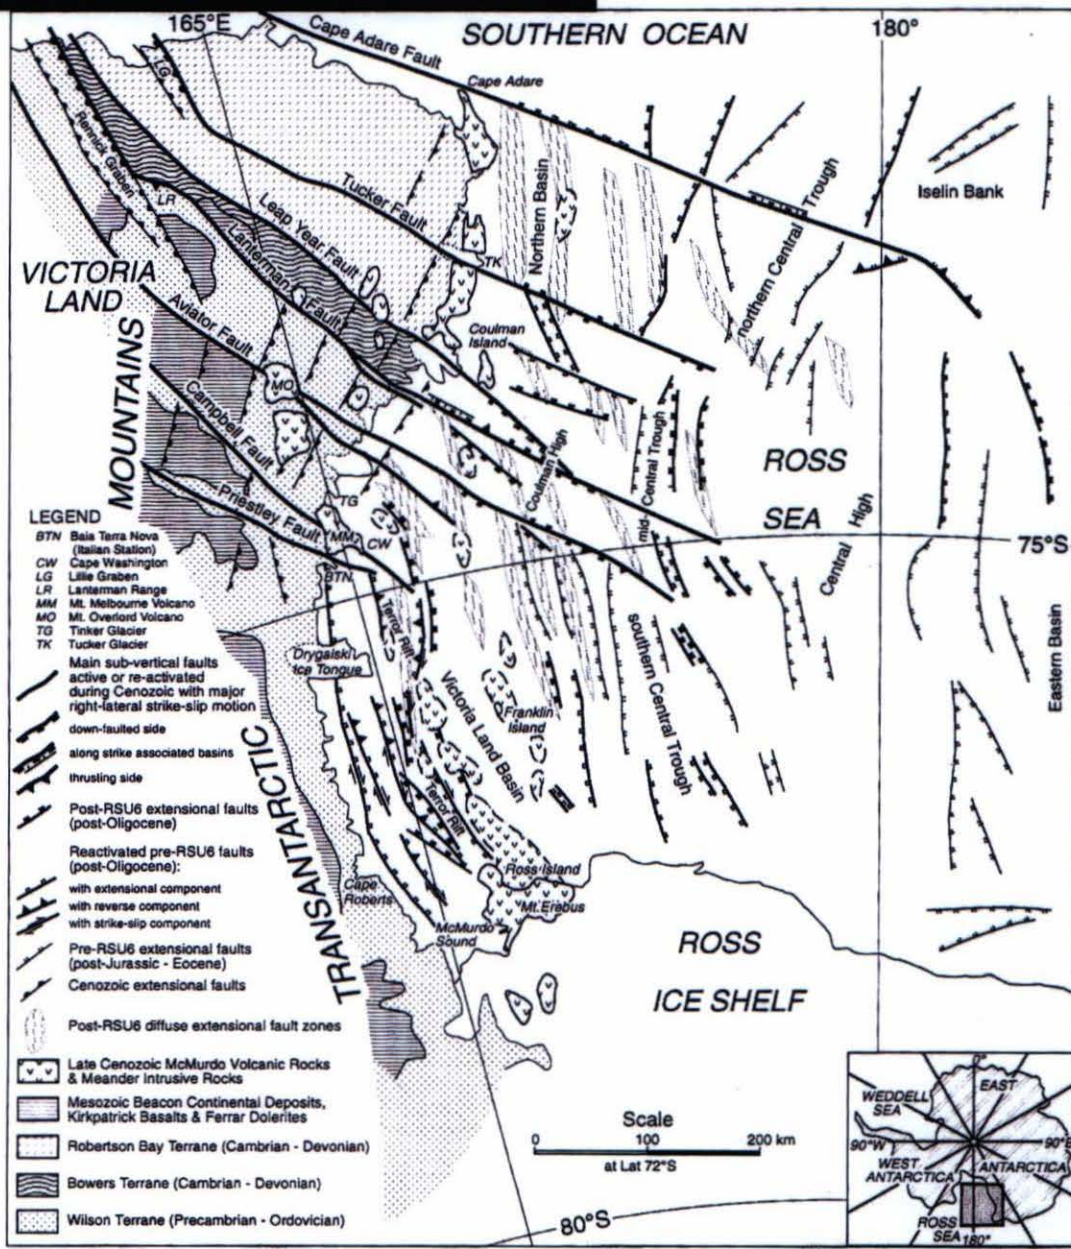 165°E
SOUTHERN OCEAN
180°
Cape Adare Fault
Cape Adare
LG
Rennick Graben
LR
Tucker Fault
Leap Year Fault
Lanterman Fault
TK
Northern Basin
northern Central Trough
Iselin Bank
VICTORIA
LAND
Aviator Fault
Coulman
Island
MO
Campbell Fault
Coulman High
mid-
Central Trough
ROSS
SEA
Central High
75°S
Priestley Fault
TG
MM
CW
BTN
TRANSANTARCTIC
MOUNTAINS
Terror Rift
Drygalski
Ice Tongue
Victoria Land Basin
Franklin
Island
southern Central Trough
Eastern Basin
Terror Rift
Ross Island
Mt.Erebus
Cape
Roberts
McMurdo
Sound
ROSS
ICE SHELF
LEGEND
BTN Baia Terra Nova
(Italian Station)
CW Cape Washington
LG Lillie Graben
LR Lanterman Range
MM Mt. Melbourne Volcano
MO Mt. Overlord Volcano
TG Tinker Glacier
TK Tucker Glacier
Main sub-vertical faults
active or re-activated
during Cenozoic with major
right-lateral strike-slip motion
down-faulted side
along strike associated basins
thrusting side
Post-RSU6 extensional faults
(post-Oligocene)
Reactivated pre-RSU6 faults
(post-Oligocene):
with extensional component
with reverse component
with strike-slip component
Pre-RSU6 extensional faults
(post-Jurassic - Eocene)
Cenozoic extensional faults
Post-RSU6 diffuse extensional fault zones
Late Cenozoic McMurdo Volcanic Rocks
& Meander Intrusive Rocks
Mesozoic Beacon Continental Deposits,
Kirkpatrick Basalts & Ferrar Dolerites
Robertson Bay Terrane (Cambrian - Devonian)
Bowers Terrane (Cambrian - Devonian)
Wilson Terrane (Precambrian - Ordovician)
Scale
0 100 200 km
at Lat 72°S
80°S
0°
WEDDELL
SEA
EAST
90°W
90°E
WEST
ANTARCTICA
ANTARCTICA
ROSS
SEA
180°